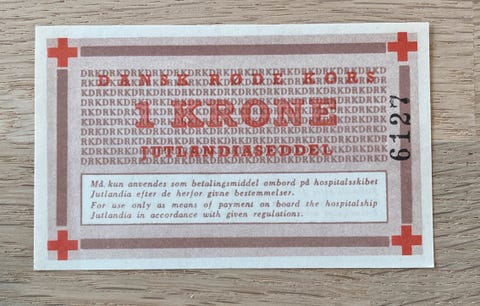 DANSK RØDE KORS
1 KRONE
JUTLANDIASEDDEL
6127
Må kun anvendes som betalingsmiddel ombord på hospitalsskibet
Jutlandia efter de herfor givne bestemmelser.
For use only as means of payment on board the hospitalship
Jutlandia in accordance with given regulations.